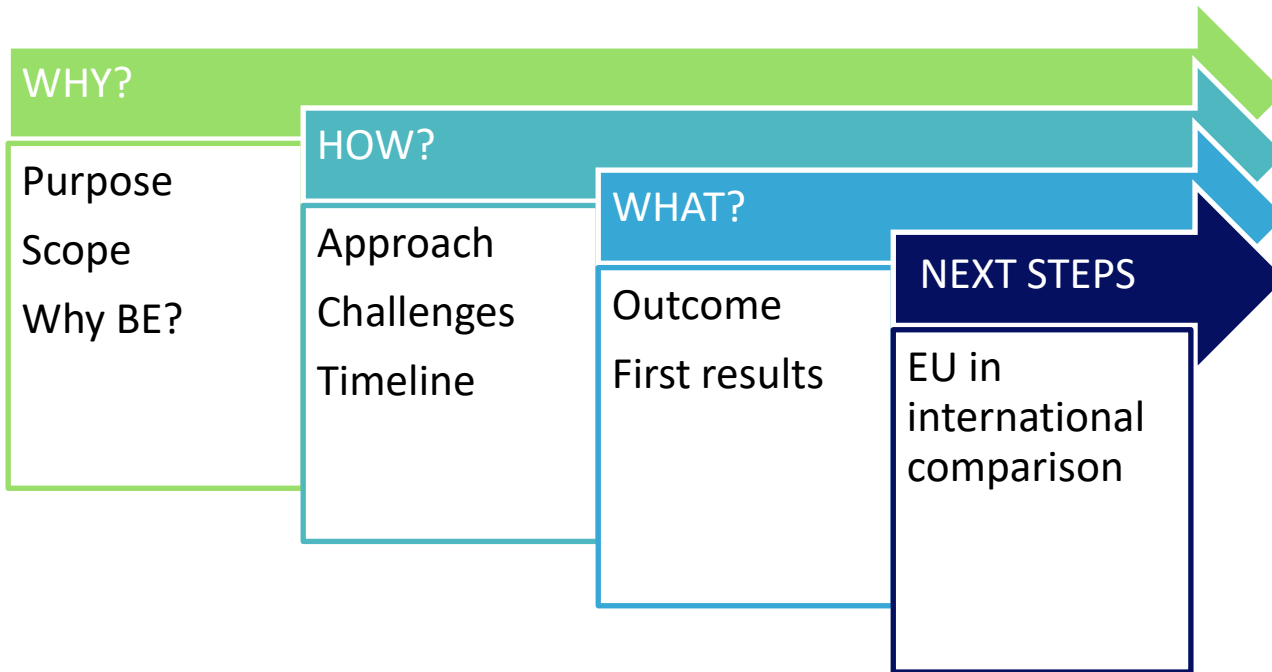 WHY?
Purpose
Scope
Why BE?
HOW?
Approach
Challenges
Timeline
WHAT?
Outcome
First results
NEXT STEPS
EU in
international
comparison